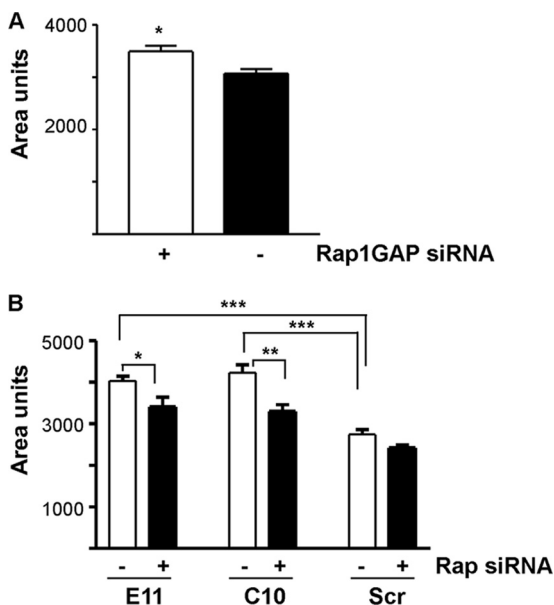 A
4000
*
Area units
2000
+ - Rap1GAP siRNA
B
***
***
5000
* **
Area units
3000
1000
- + - + - + Rap siRNA
E11 C10 Scr